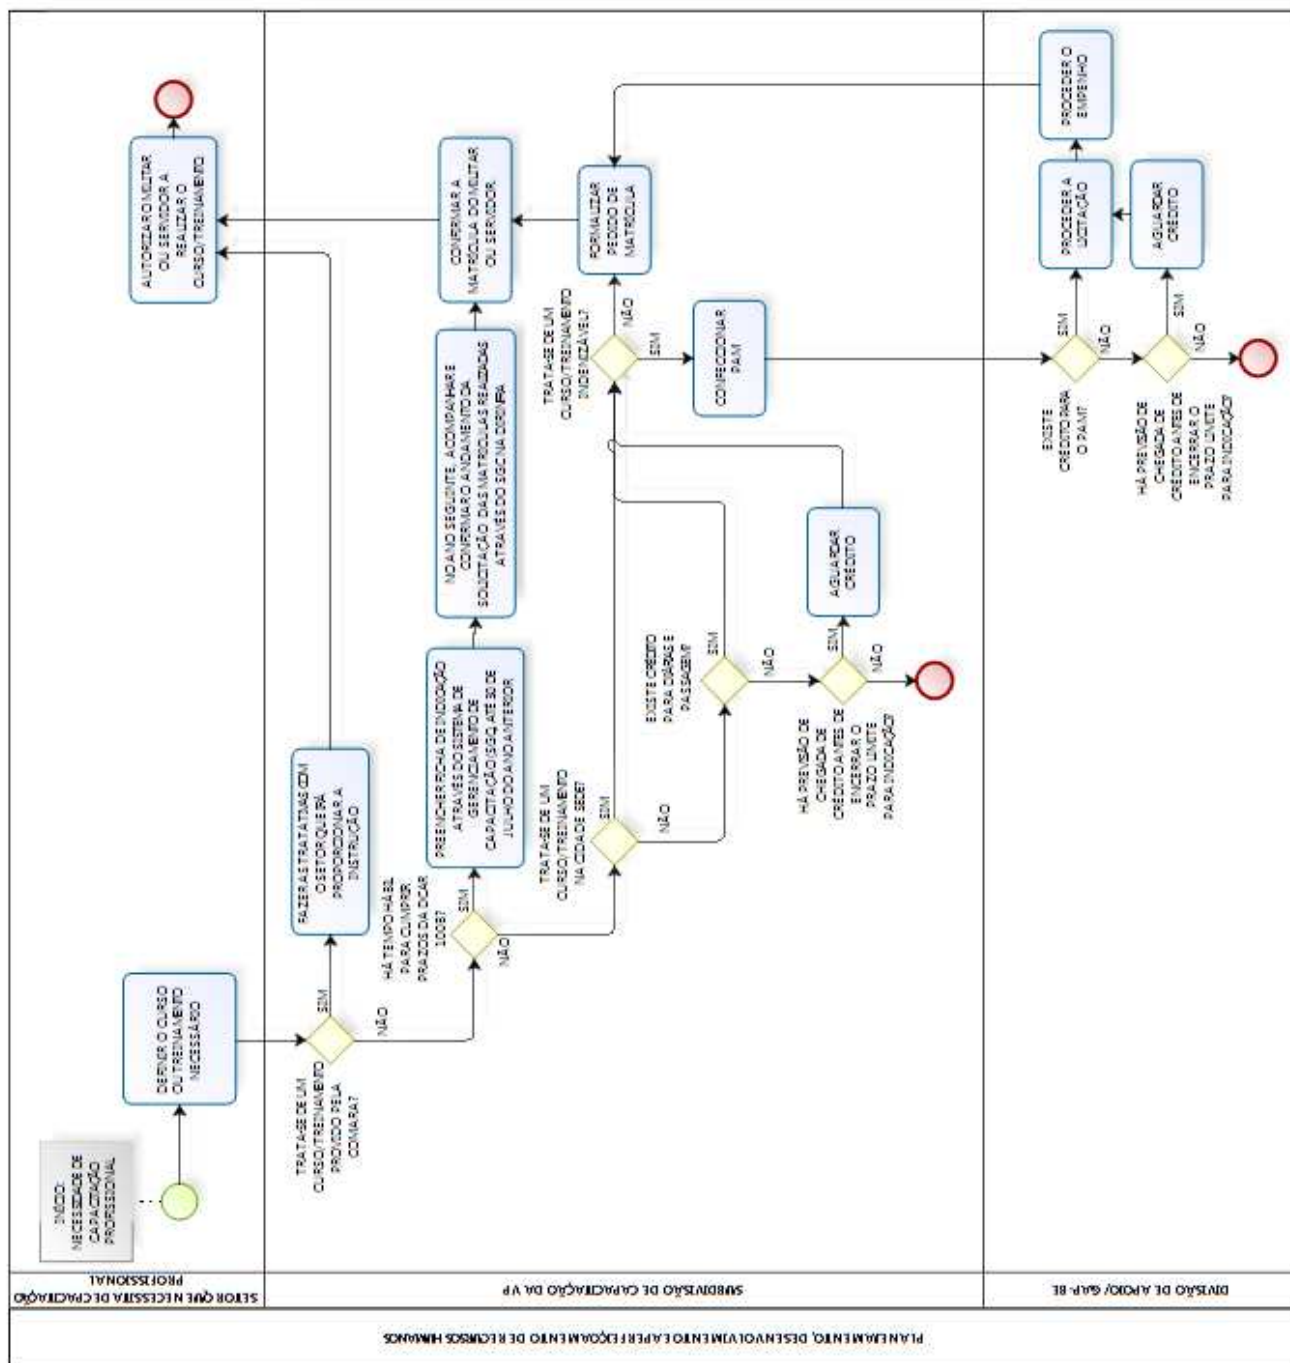 PLANEJAMENTO, DESENVOLVIMENTO E APERFEIÇOAMENTO DE RECURSOS HUMANOS
SETOR QUE NECESSITA DE CPACITAÇÃO
PROFISSIONAL
INÍCIO:
NECESSIDADE DE
CAPACITAÇÃO
PROFISSIONAL
DEFINIR O CURSO
OU TREINAMENTO
NECESSÁRIO
AUTORIZAR O MILITAR
OU SERVIDOR A
REALIZAR O
CURSO/TREINAMENTO
SUBDIVISÃO DE CAPACITAÇÃO DA VP
TRATA-SE DE UM
CURSO/TREINAMENTO
PROVIDO PELA
COMARA?
SIM
NÃO
FAZER AS TRATATIVAS COM
O SETOR QUE IRÁ
PROPORCIONAR A
INSTRUÇÃO
HÁ TEMPO HÁBIL
PARA CUMPRIR
PRAZOS DA DCAR
100B?
SIM
NÃO
PREENCHER FICHA DE INDICAÇÃO
ATRAVÉS DO SISTEMA DE
GERENCIAMENTO DE
CAPACITAÇÃO (SGC), ATÉ 30 DE
JULHO DO ANO ANTERIOR
NO ANO SEGUINTE, ACOMPANHAR E
CONFIRMAR O ANDAMENTO DA
SOLICITAÇÃO DAS MATRÍCULAS REALIZADAS
ATRAVÉS DO SGC NA DIRINFRA
CONFIRMAR A
MATRÍCULA DO MILITAR
OU SERVIDOR
TRATA-SE DE UM
CURSO/TREINAMENTO
NA CIDADE SEDE?
SIM
NÃO
EXISTE CRÉDITO
PARA DIÁRIAS E
PASSAGEM?
SIM
NÃO
HÁ PREVISÃO DE
CHEGADA DE
CRÉDITO ANTES DE
ENCERRAR O
PRAZO LIMITE
PARA INDICAÇÃO?
SIM
NÃO
AGUARDAR
CRÉDITO
TRATA-SE DE UM
CURSO/TREINAMENTO
INDENIZÁVEL?
NÃO
SIM
FORMALIZAR
PEDIDO DE
MATRÍCULA
CONFECCIONAR
PAM
DIVISÃO DE APOIO/ GAP-BE
EXISTE
CRÉDITO PARA
O PAM?
SIM
NÃO
PROCEDER A
LICITAÇÃO
PROCEDER O
EMPENHO
HÁ PREVISÃO DE
CHEGADA DE
CRÉDITO ANTES DE
ENCERRAR O
PRAZO LIMITE
PARA INDICAÇÃO?
SIM
NÃO
AGUARDAR
CRÉDITO